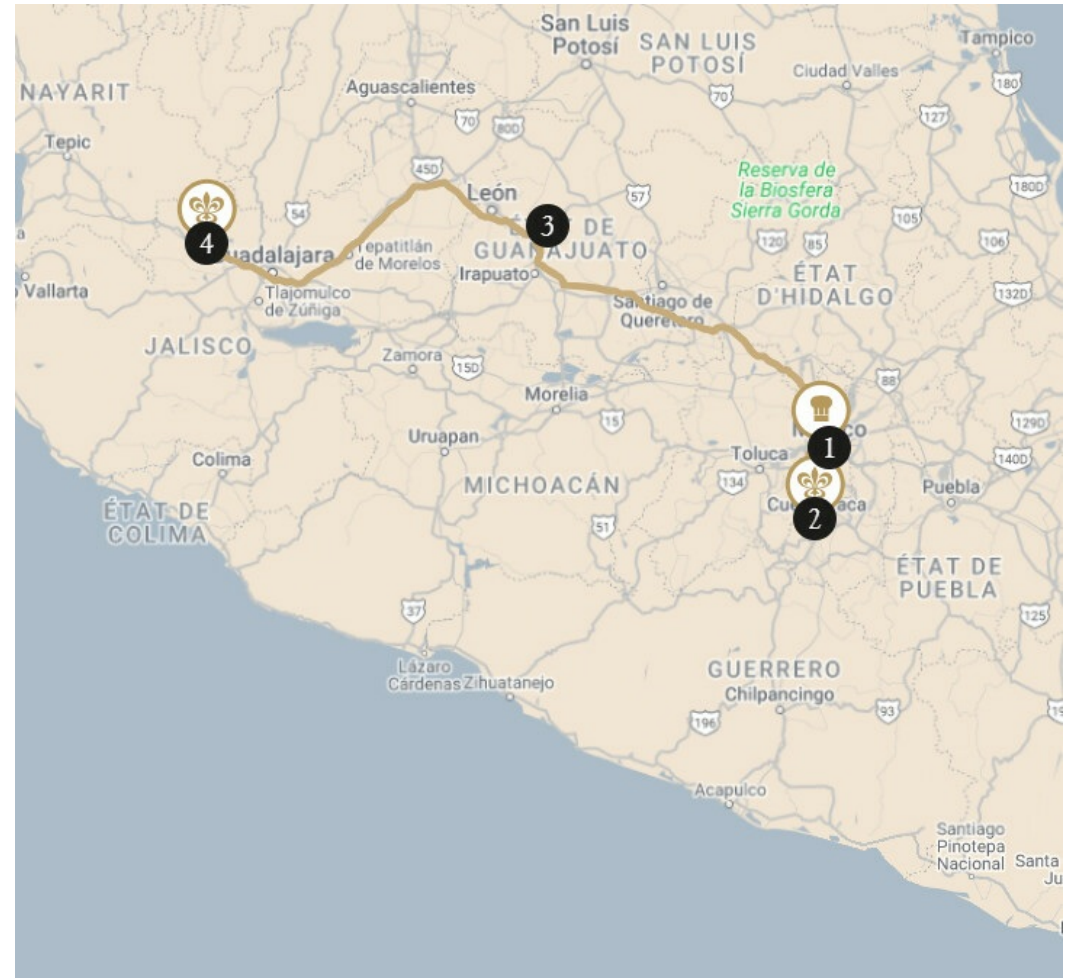 San Luis
Potosí
SAN LUIS
POTOSÍ
Tampico
Ciudad Valles
180
NAYARIT
Aguascalientes
70
70
80D
127
Tepic
45D
Reserva de
la Biosfera
Sierra Gorda
180D
León
57
54
105
3
DE
GUANAJUATO
120
85
106
4
Guadalajara
Tepatitlán
de Morelos
Irapuato
ÉTAT
D'HIDALGO
Vallarta
Tlajomulco
de Zúñiga
Santiago de
Querétaro
132D
JALISCO
Zamora
15D
88
Morelia
15
129D
Uruapan
1
Toluca
140D
Colima
MICHOACÁN
134
Puebla
ÉTAT DE
COLIMA
51
2
ÉTAT DE
PUEBLA
37
125
Lázaro
Cárdenas
Zihuatanejo
GUERRERO
Chilpancingo
196
93
Acapulco
Santiago
Pinotepa
Nacional
Santa
Ju